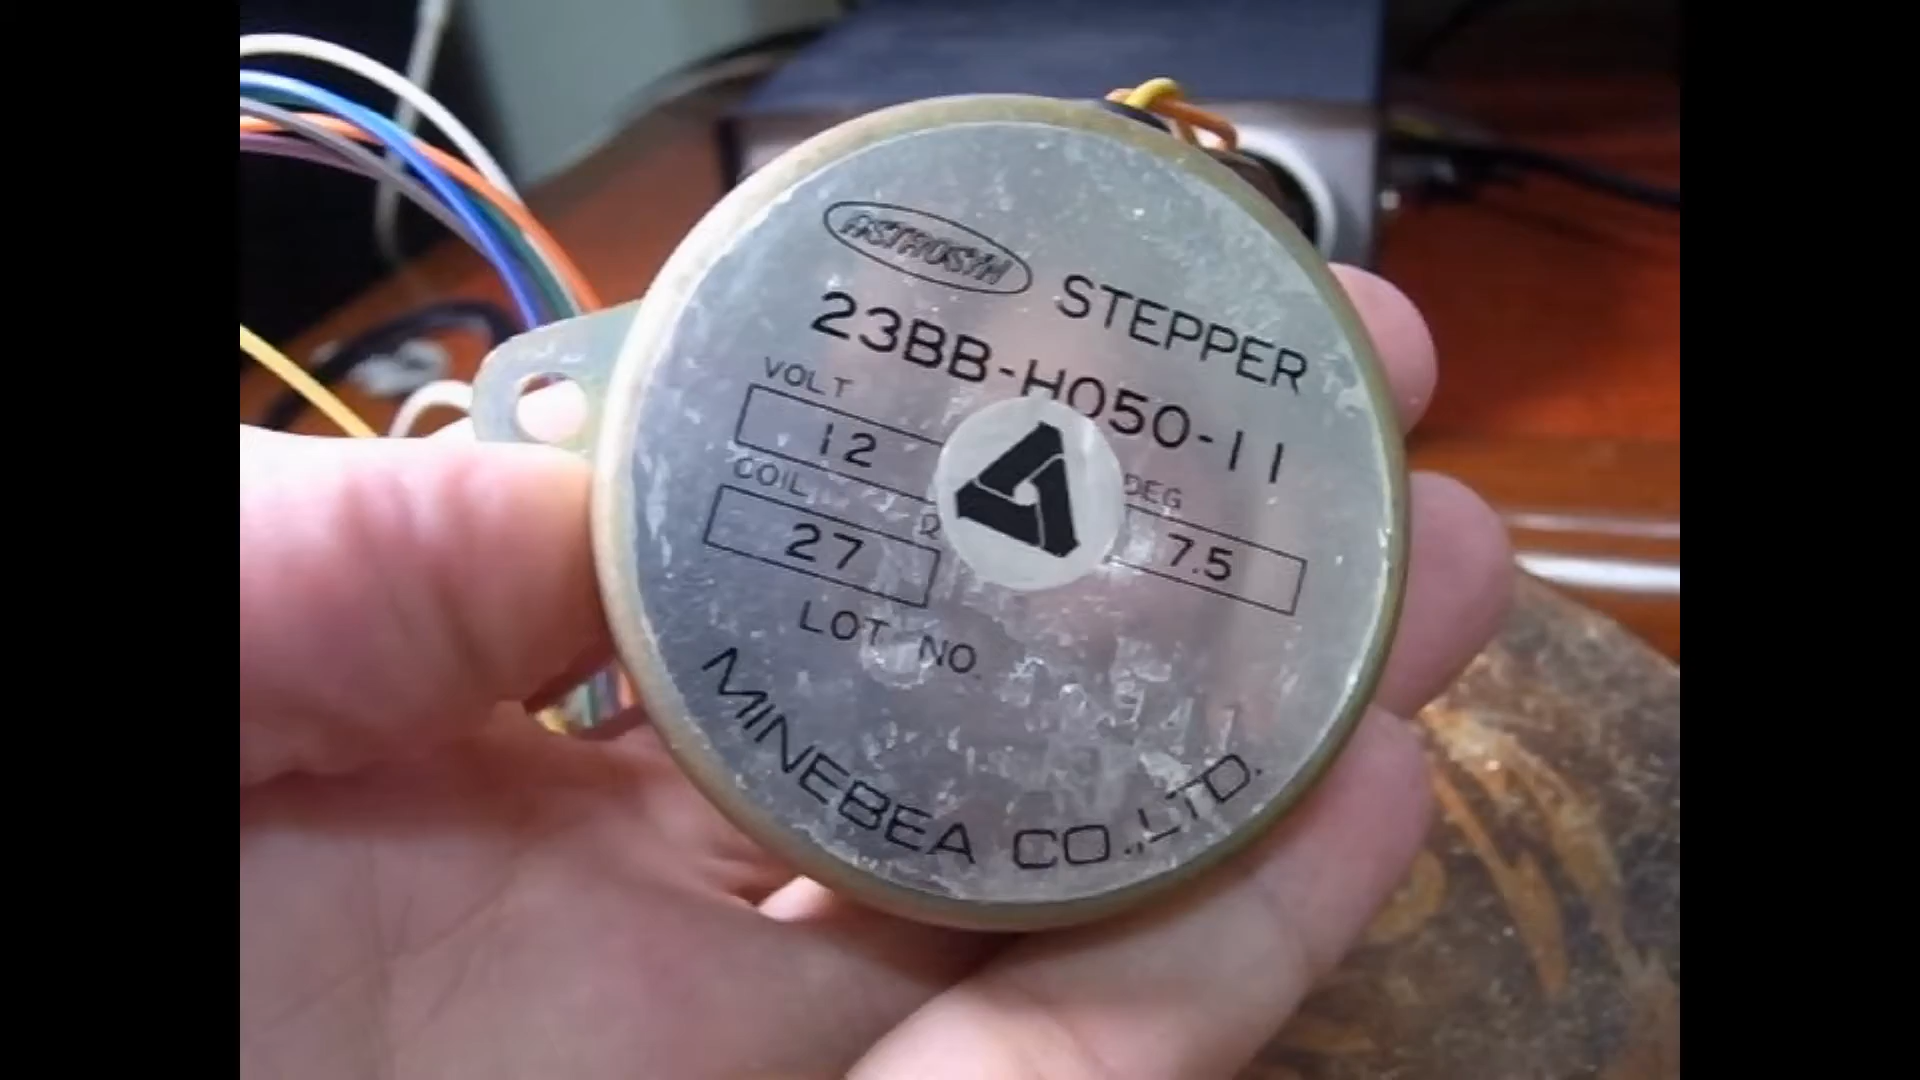 ASTROSYN
STEPPER
23BB-H050-11
VOLT
12
DEG
7.5
COIL Ω
27
LOT NO.
MINEBEA CO.,LTD.